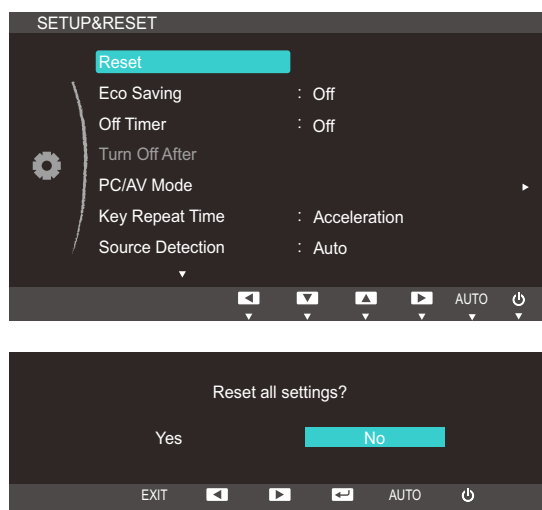 SETUP&RESET
Reset
Eco Saving : Off
Off Timer : Off
Turn Off After
PC/AV Mode
Key Repeat Time : Acceleration
Source Detection : Auto
AUTO
Reset all settings?
Yes No
EXIT AUTO